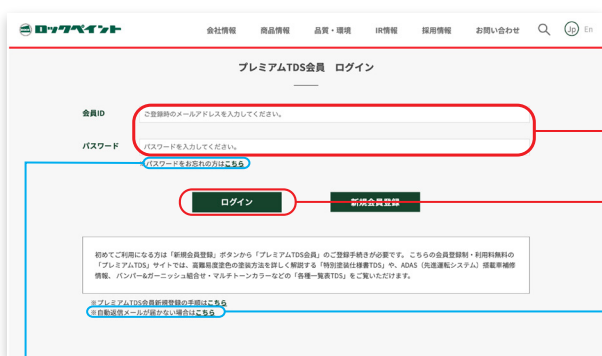 ロックペイント
会社情報 商品情報 品質・環境 IR情報 採用情報 お問い合わせ Jp En
プレミアムTDS会員 ログイン
会員ID ご登録時のメールアドレスを入力してください。
パスワード パスワードを入力してください。
※パスワードをお忘れの方はこちら
ログイン 新規会員登録
初めてご利用になる方は「新規会員登録」ボタンから「プレミアムTDS会員」のご登録手続きが必要です。こちらの会員登録制・利用料無料の
「プレミアムTDS」サイトでは、高難易度塗色の塗装方法を詳しく解説する「特別塗装仕様書TDS」や、ADAS（先進運転システム）搭載車補修
情報、バンパー&ガーニッシュ組合せ・マルチトーンカラーなどの「各種一覧表TDS」をご覧いただけます。
※プレミアムTDS会員新規登録の手順はこちら
※自動返信メールが届かない場合はこちら